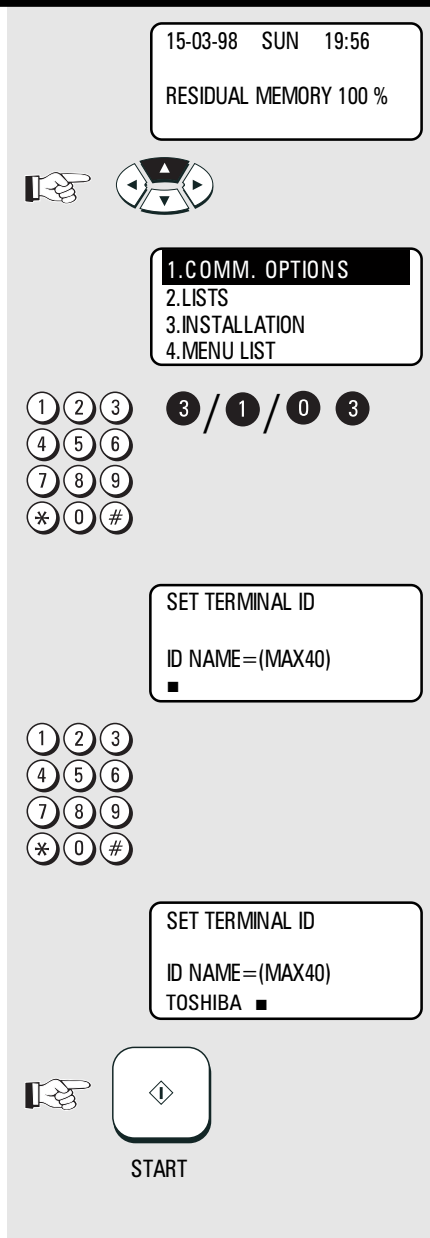 15-03-98 SUN 19:56
RESIDUAL MEMORY 100 %
1.COMM. OPTIONS
2.LISTS
3.INSTALLATION
4.MENU LIST
1 2 3
4 5 6
7 8 9
* 0 #
3 / 1 / 0 3
SET TERMINAL ID
ID NAME=(MAX40)
■
1 2 3
4 5 6
7 8 9
* 0 #
SET TERMINAL ID
ID NAME=(MAX40)
TOSHIBA ■
START